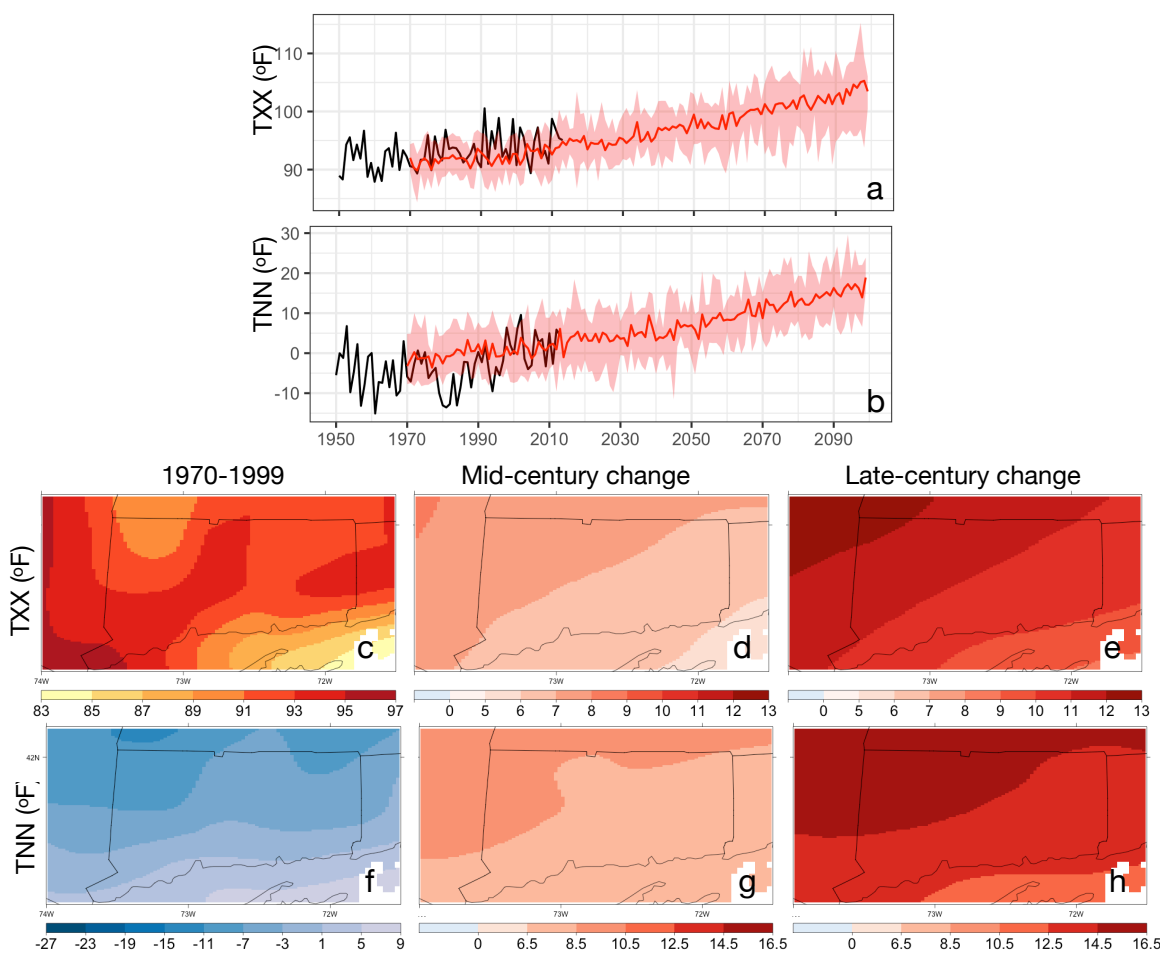 TXX (ºF)
110
100
90
a
TNN (ºF)
30
20
10
0
-10
b
1950 1970 1990 2010 2030 2050 2070 2090
1970-1999 Mid-century change Late-century change
TXX (ºF)
c d e
74W 73W 72W 73W 72W 73W 72W
83 85 87 89 91 93 95 97 0 5 6 7 8 9 10 11 12 13 0 5 6 7 8 9 10 11 12 13
TNN (ºF)
42N
f g h
74W 73W 72W ... 73W 72W ... 73W 72W
-27 -23 -19 -15 -11 -7 -3 1 5 9 0 6.5 8.5 10.5 12.5 14.5 16.5 0 6.5 8.5 10.5 12.5 14.5 16.5